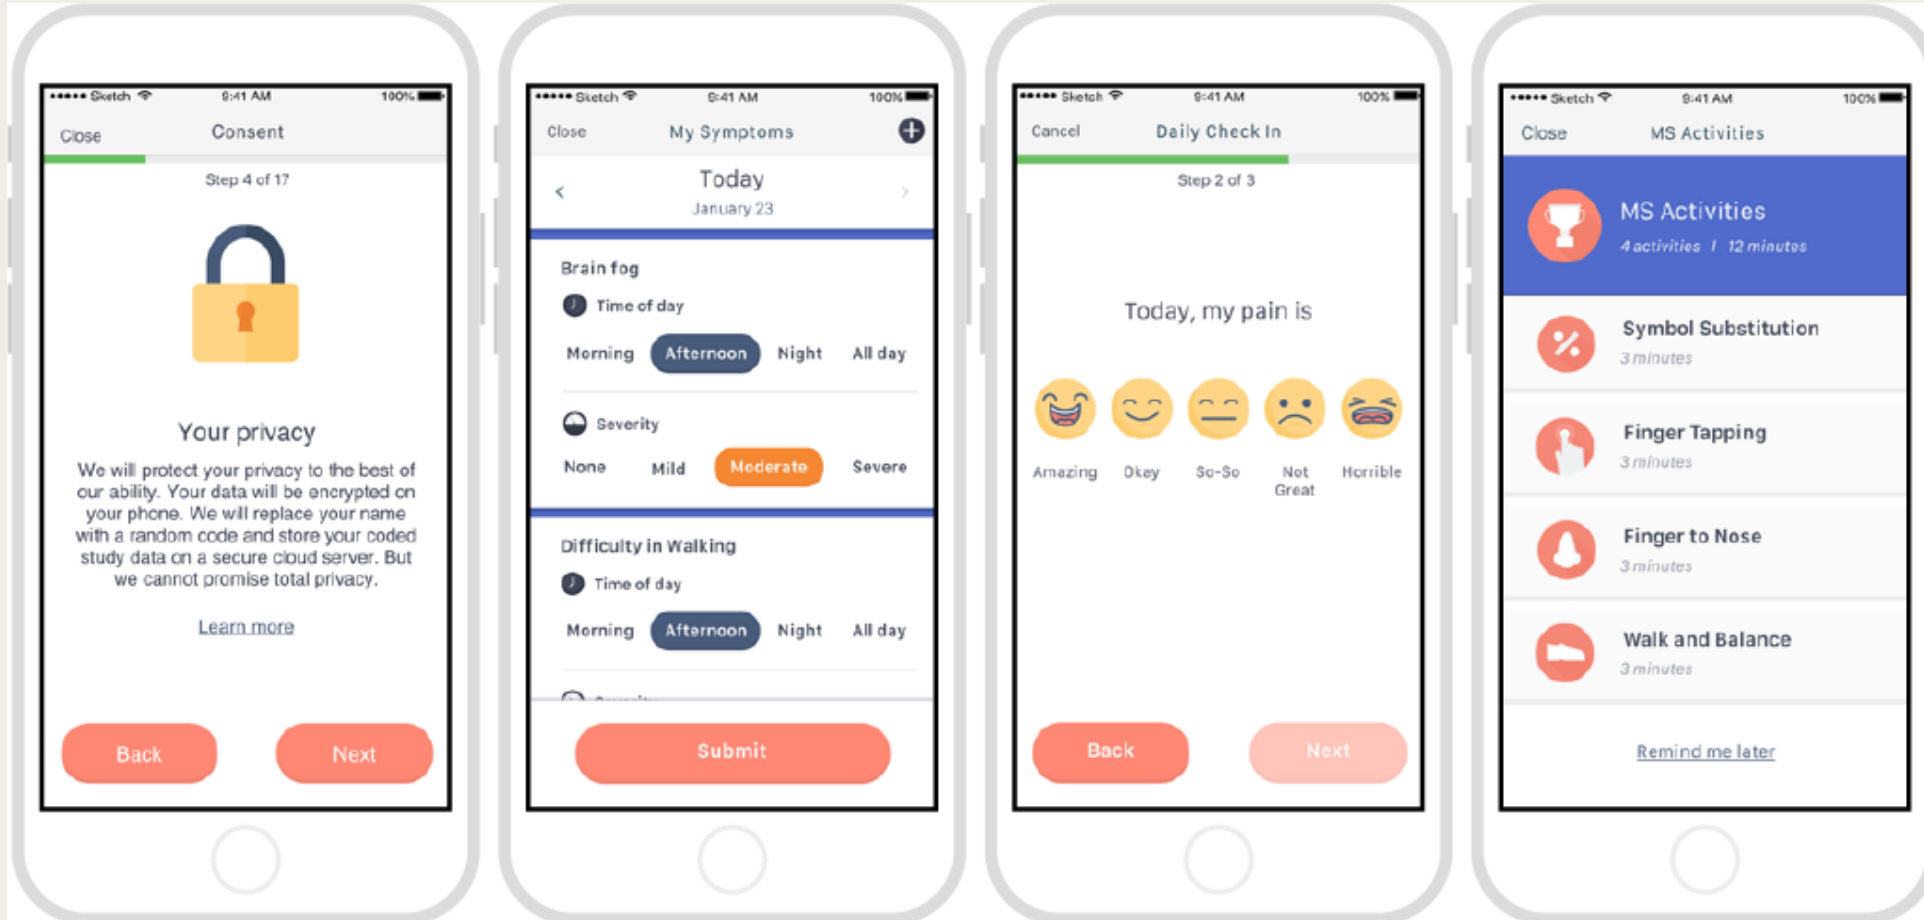 Sketch 9:41 AM 100%
Close Consent
Step 4 of 17
Your privacy
We will protect your privacy to the best of
our ability. Your data will be encrypted on
your phone. We will replace your name
with a random code and store your coded
study data on a secure cloud server. But
we cannot promise total privacy.
Learn more
Back Next
Sketch 9:41 AM 100%
Close My Symptoms
Today
January 23
Brain fog
Time of day
Morning Afternoon Night All day
Severity
None Mild Moderate Severe
Difficulty in Walking
Time of day
Morning Afternoon Night All day
Submit
Sketch 9:41 AM 100%
Cancel Daily Check In
Step 2 of 3
Today, my pain is
Amazing Okay So-So Not Great Horrible
Back Next
Sketch 9:41 AM 100%
Close MS Activities
MS Activities
4 activities | 12 minutes
Symbol Substitution
3 minutes
Finger Tapping
3 minutes
Finger to Nose
3 minutes
Walk and Balance
3 minutes
Remind me later